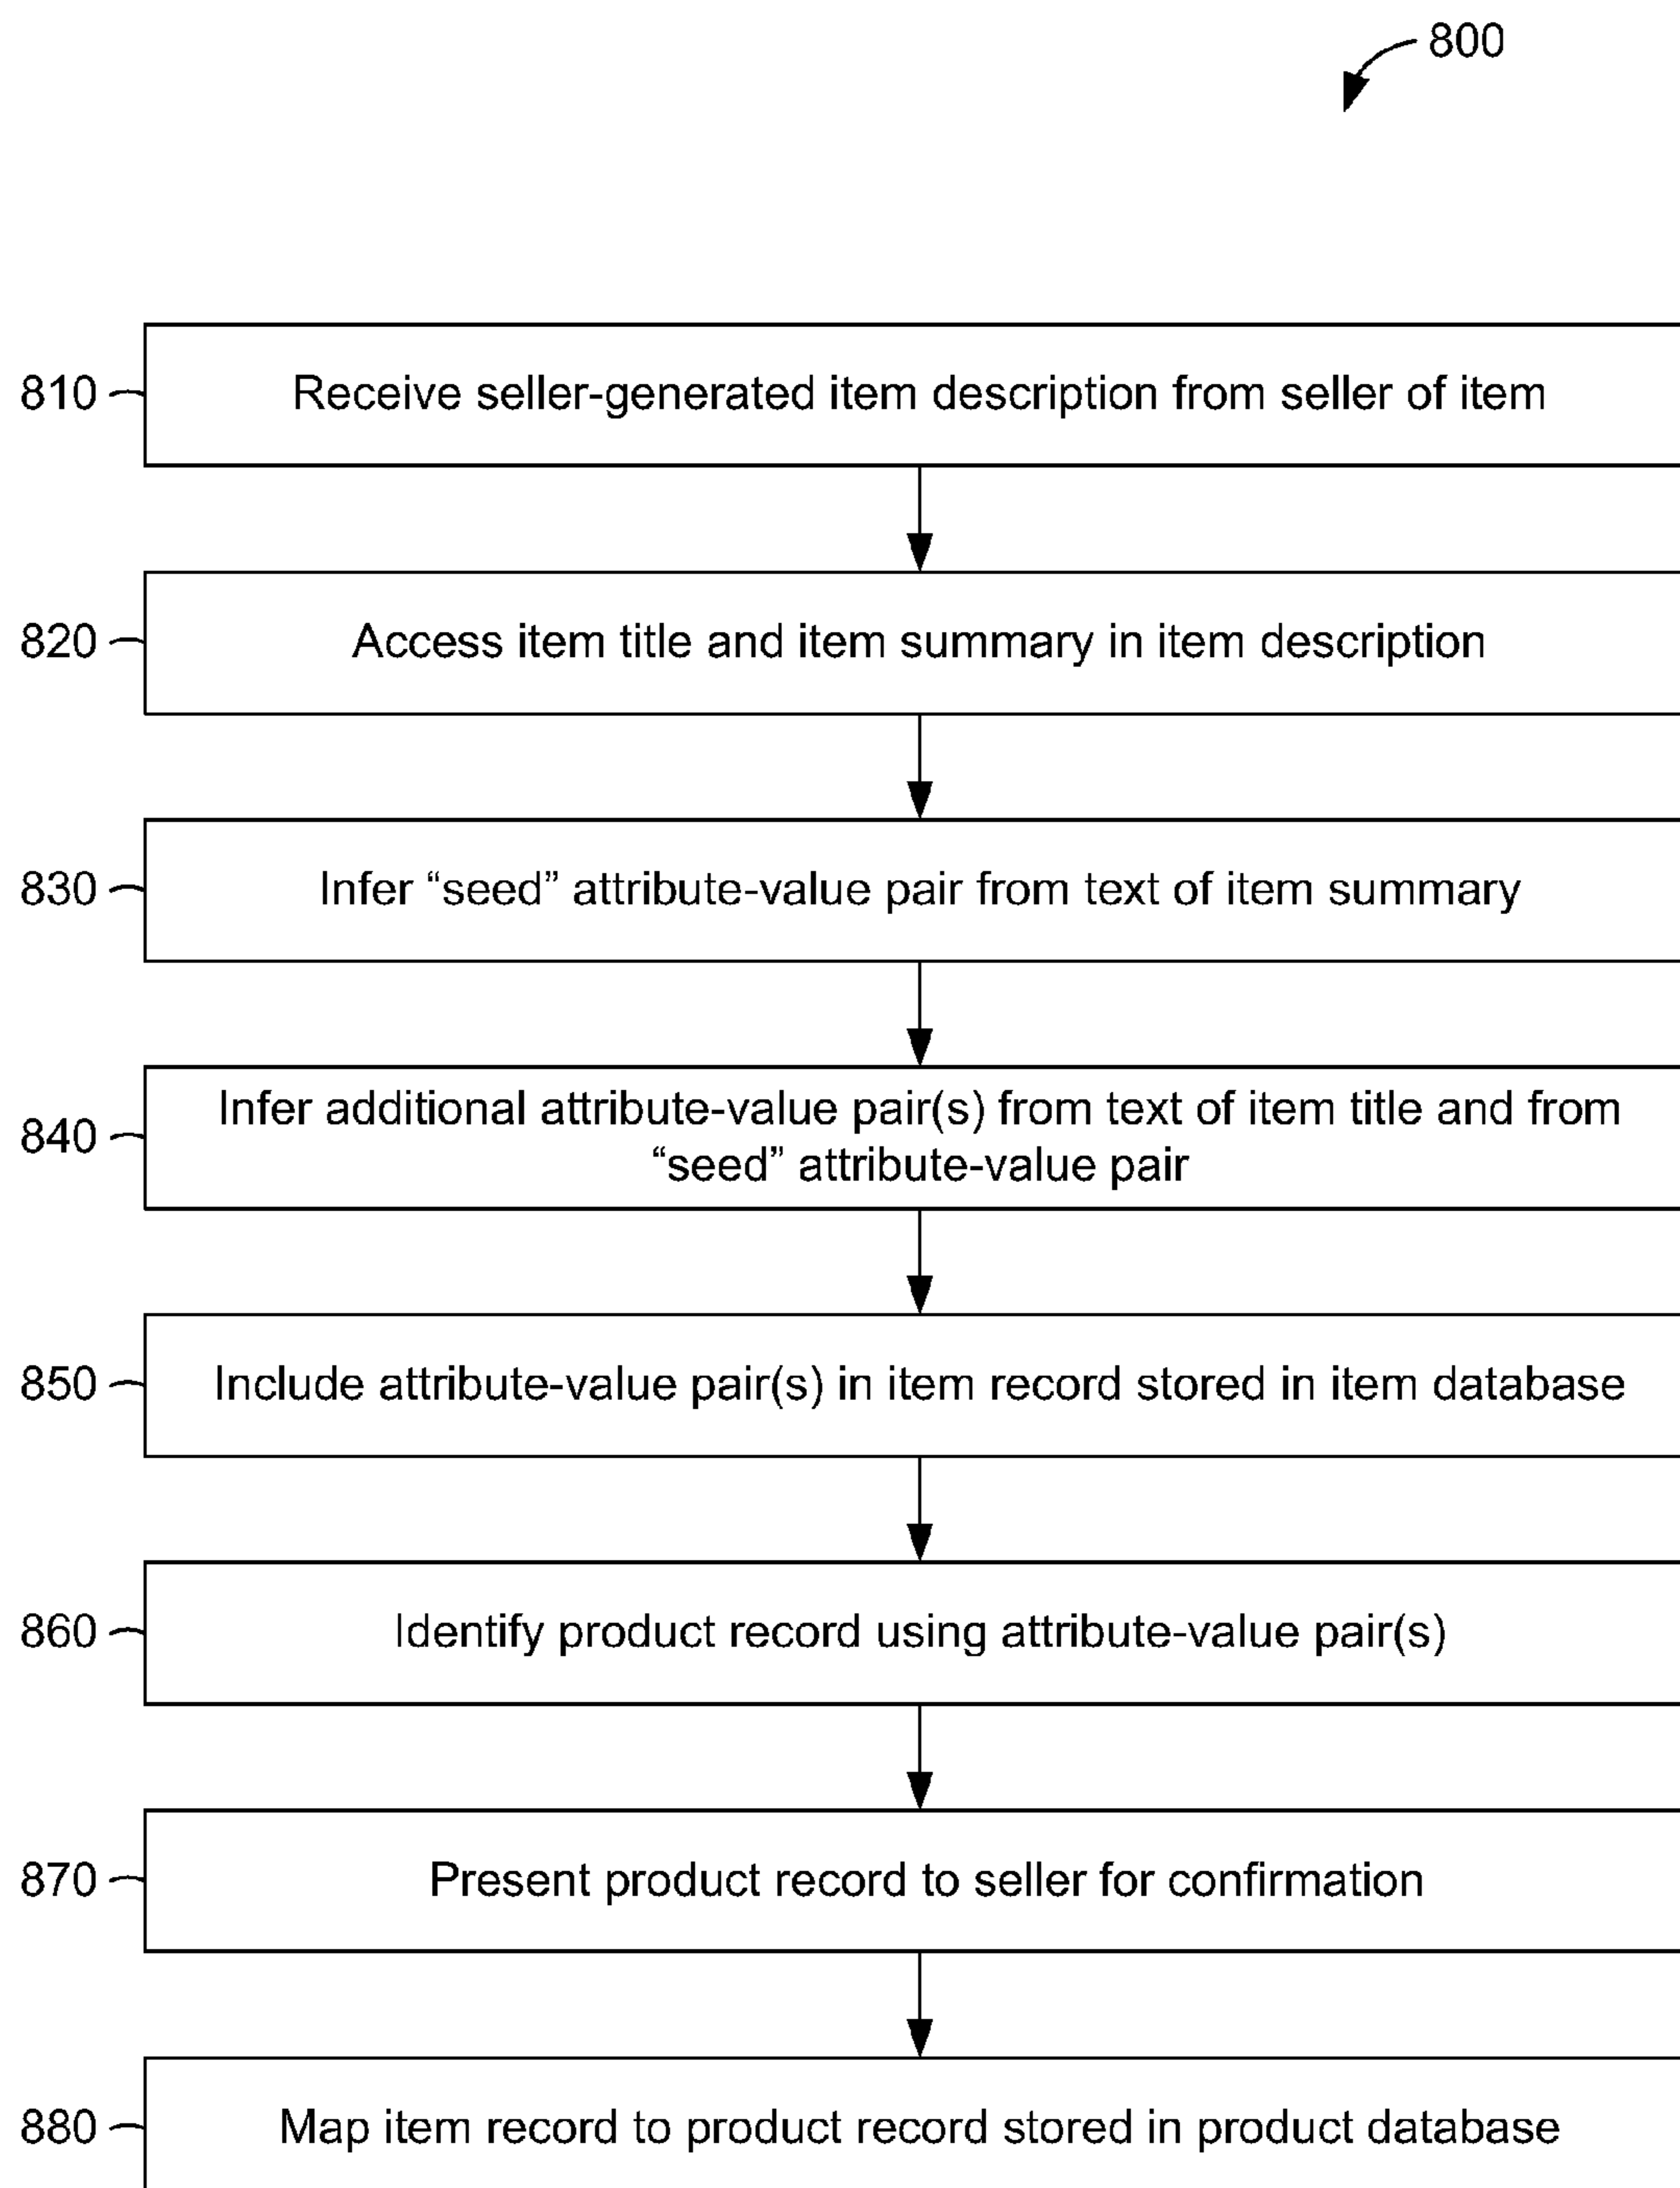 800
810
Receive seller-generated item description from seller of item
820
Access item title and item summary in item description
830
Infer “seed” attribute-value pair from text of item summary
840
Infer additional attribute-value pair(s) from text of item title and from
“seed” attribute-value pair
850
Include attribute-value pair(s) in item record stored in item database
860
Identify product record using attribute-value pair(s)
870
Present product record to seller for confirmation
880
Map item record to product record stored in product database